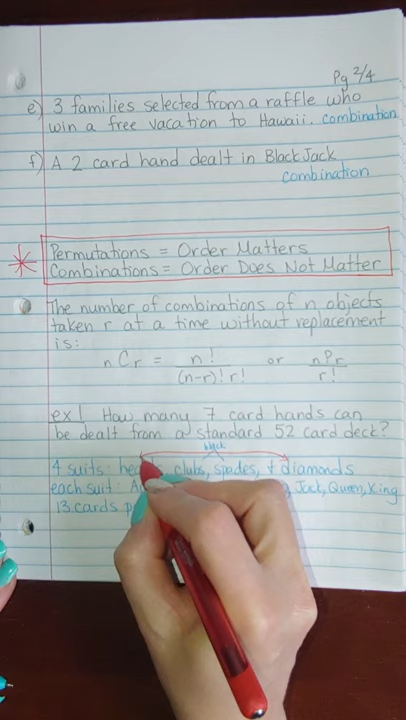 Pg 2/4
e) 3 families selected from a raffle who
win a free vacation to Hawaii. combination
f) A 2 card hand dealt in BlackJack
combination
Permutations = Order Matters
Combinations = Order Does Not Matter
The number of combinations of n objects
taken r at a time without replacement
is:
nCr = n! / (n-r)! r! or nPr / r!
ex| How many 7 card hands can
be dealt from a standard 52 card deck?
black
4 suits: clubs, spades, + diamonds
each suit: Jack, Queen, King
13 cards